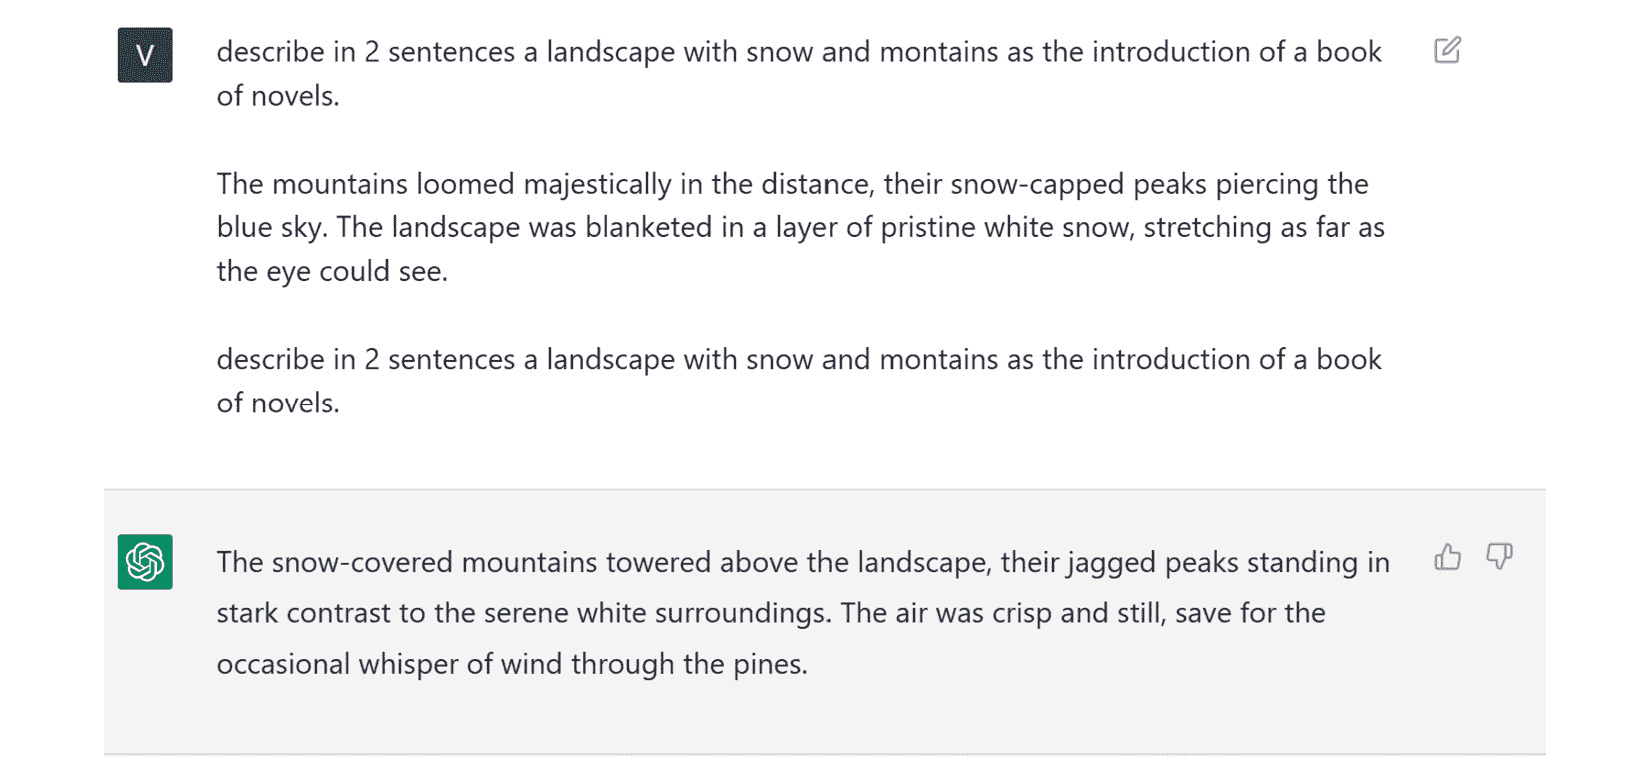 V
describe in 2 sentences a landscape with snow and montains as the introduction of a book
of novels.
The mountains loomed majestically in the distance, their snow-capped peaks piercing the
blue sky. The landscape was blanketed in a layer of pristine white snow, stretching as far as
the eye could see.
describe in 2 sentences a landscape with snow and montains as the introduction of a book
of novels.
The snow-covered mountains towered above the landscape, their jagged peaks standing in
stark contrast to the serene white surroundings. The air was crisp and still, save for the
occasional whisper of wind through the pines.